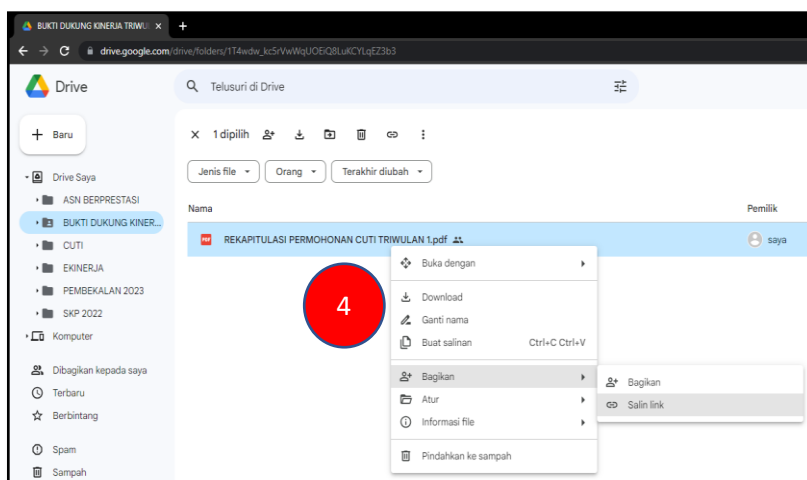 BUKTI DUKUNG KINERJA TRIWU
drive.google.com/drive/folders/1T4wdw_kc5rVwWqUOEiQ8LuKCYLqEZ3b3
Drive
Telusuri di Drive
Baru
1 dipilih
Jenis file
Orang
Terakhir diubah
Drive Saya
ASN BERPRESTASI
BUKTI DUKUNG KINER...
CUTI
EKINERJA
PEMBEKALAN 2023
SKP 2022
Komputer
Dibagikan kepada saya
Terbaru
Berbintang
Spam
Sampah
Nama
Pemilik
PDF
REKAPITULASI PERMOHONAN CUTI TRIWULAN 1.pdf
saya
4
Buka dengan
Download
Ganti nama
Buat salinan Ctrl+C Ctrl+V
Bagikan
Atur
Informasi file
Pindahkan ke sampah
Bagikan
Salin link